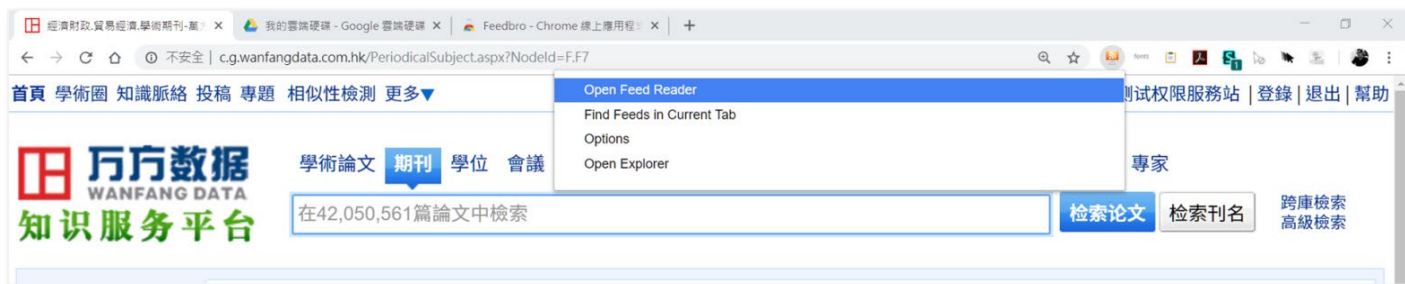 經濟財政.貿易經濟.學術期刊-萬
我的雲端硬碟 - Google 雲端硬碟
Feedbro - Chrome 線上應用程式
不安全 | c.g.wanfangdata.com.hk/PeriodicalSubject.aspx?NodeId=F.F7
首頁 學術圈 知識脈絡 投稿 專題 相似性檢測 更多▼
测试权限服務站 | 登錄 | 退出 | 幫助
Open Feed Reader
Find Feeds in Current Tab
Options
Open Explorer
万方数据
WANFANG DATA
知识服务平台
學術論文 期刊 學位 會議
專家
在42,050,561篇論文中檢索
检索论文 检索刊名
跨庫檢索
高級檢索